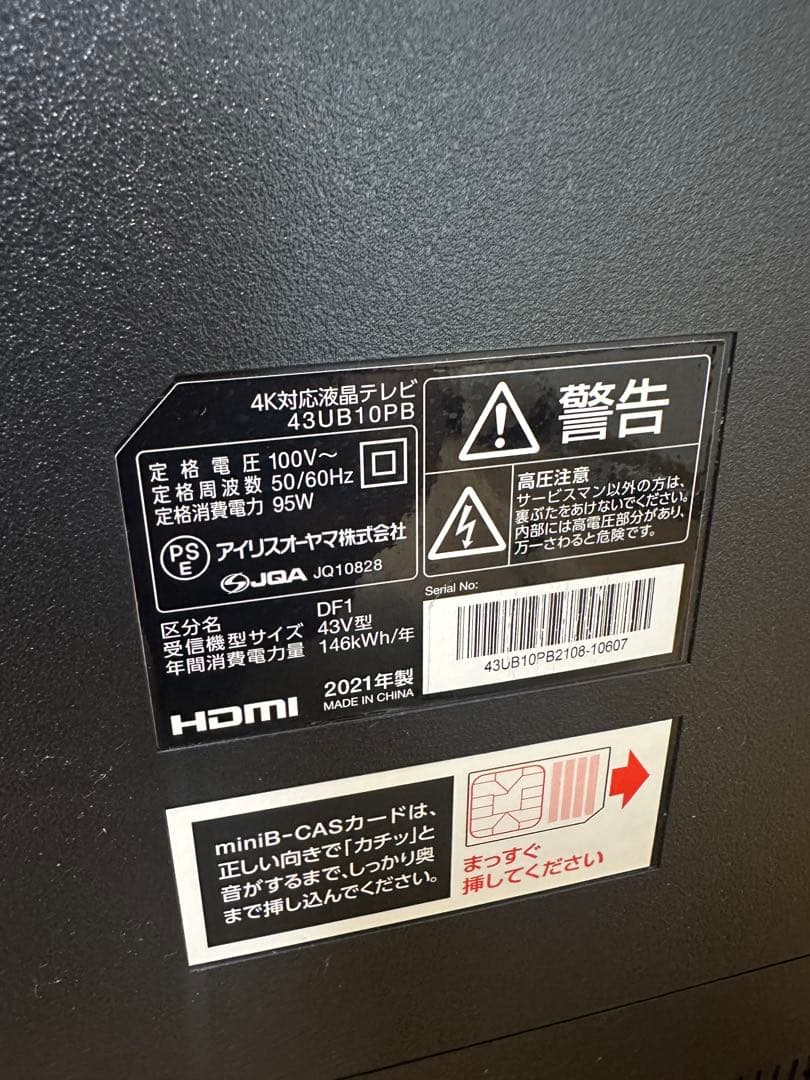 4K対応液晶テレビ
43UB10PB
定格電圧 100V～
定格周波数 50/60Hz
定格消費電力 95W
PS
E
アイリスオーヤマ株式会社
JQA JQ10828
区分名 DF1
受信機型サイズ 43V型
年間消費電力量 146kWh/年
HDMI
2021年製
MADE IN CHINA
警告
高圧注意
サービスマン以外の方は、
裏ぶたをあけないでください。
内部には高電圧部分があり、
万一さわると危険です。
Serial No:
43UB10PB2108-10607
miniB-CASカードは、
正しい向きで「カチッ」と
音がするまで、しっかり奥
まで挿し込んでください。
まっすぐ
挿してください